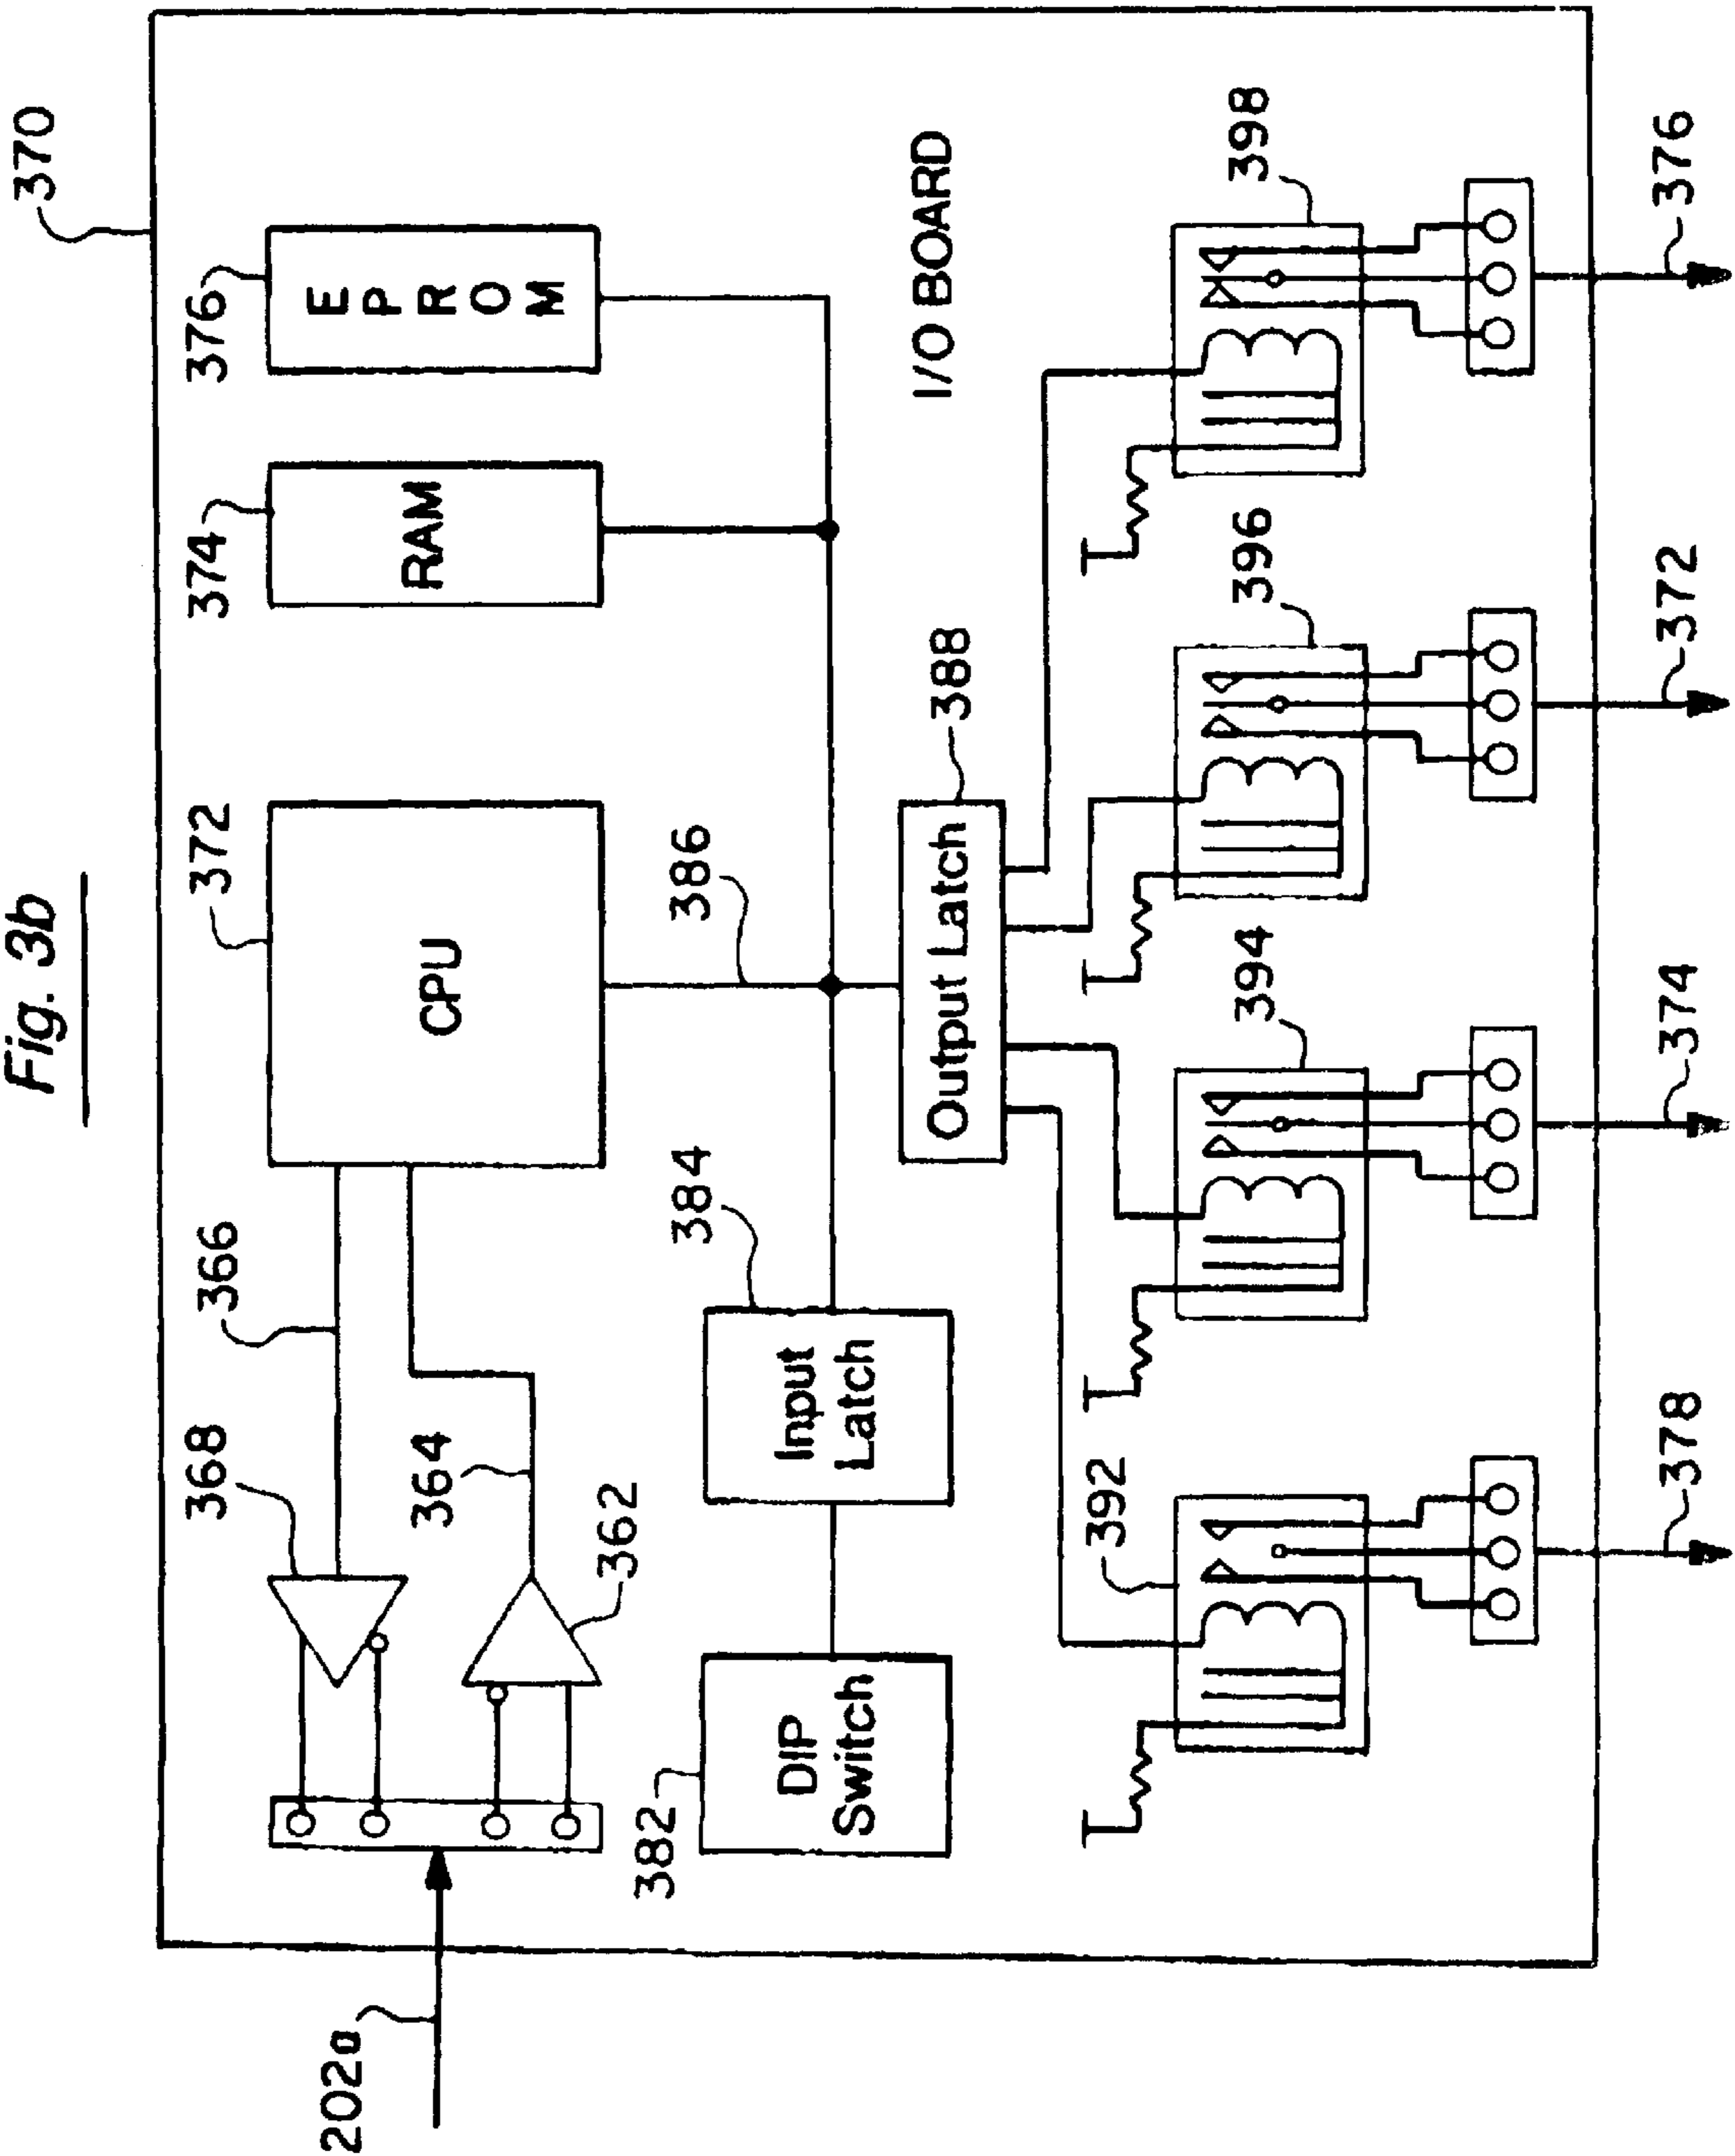 Fig. 3b
370
202a
368
366
372
374
376
CPU
RAM
E
P
R
O
M
364
362
382
DIP
Switch
384
Input
Latch
386
388
Output Latch
I/O BOARD
392
394
396
398
378
374
372
376